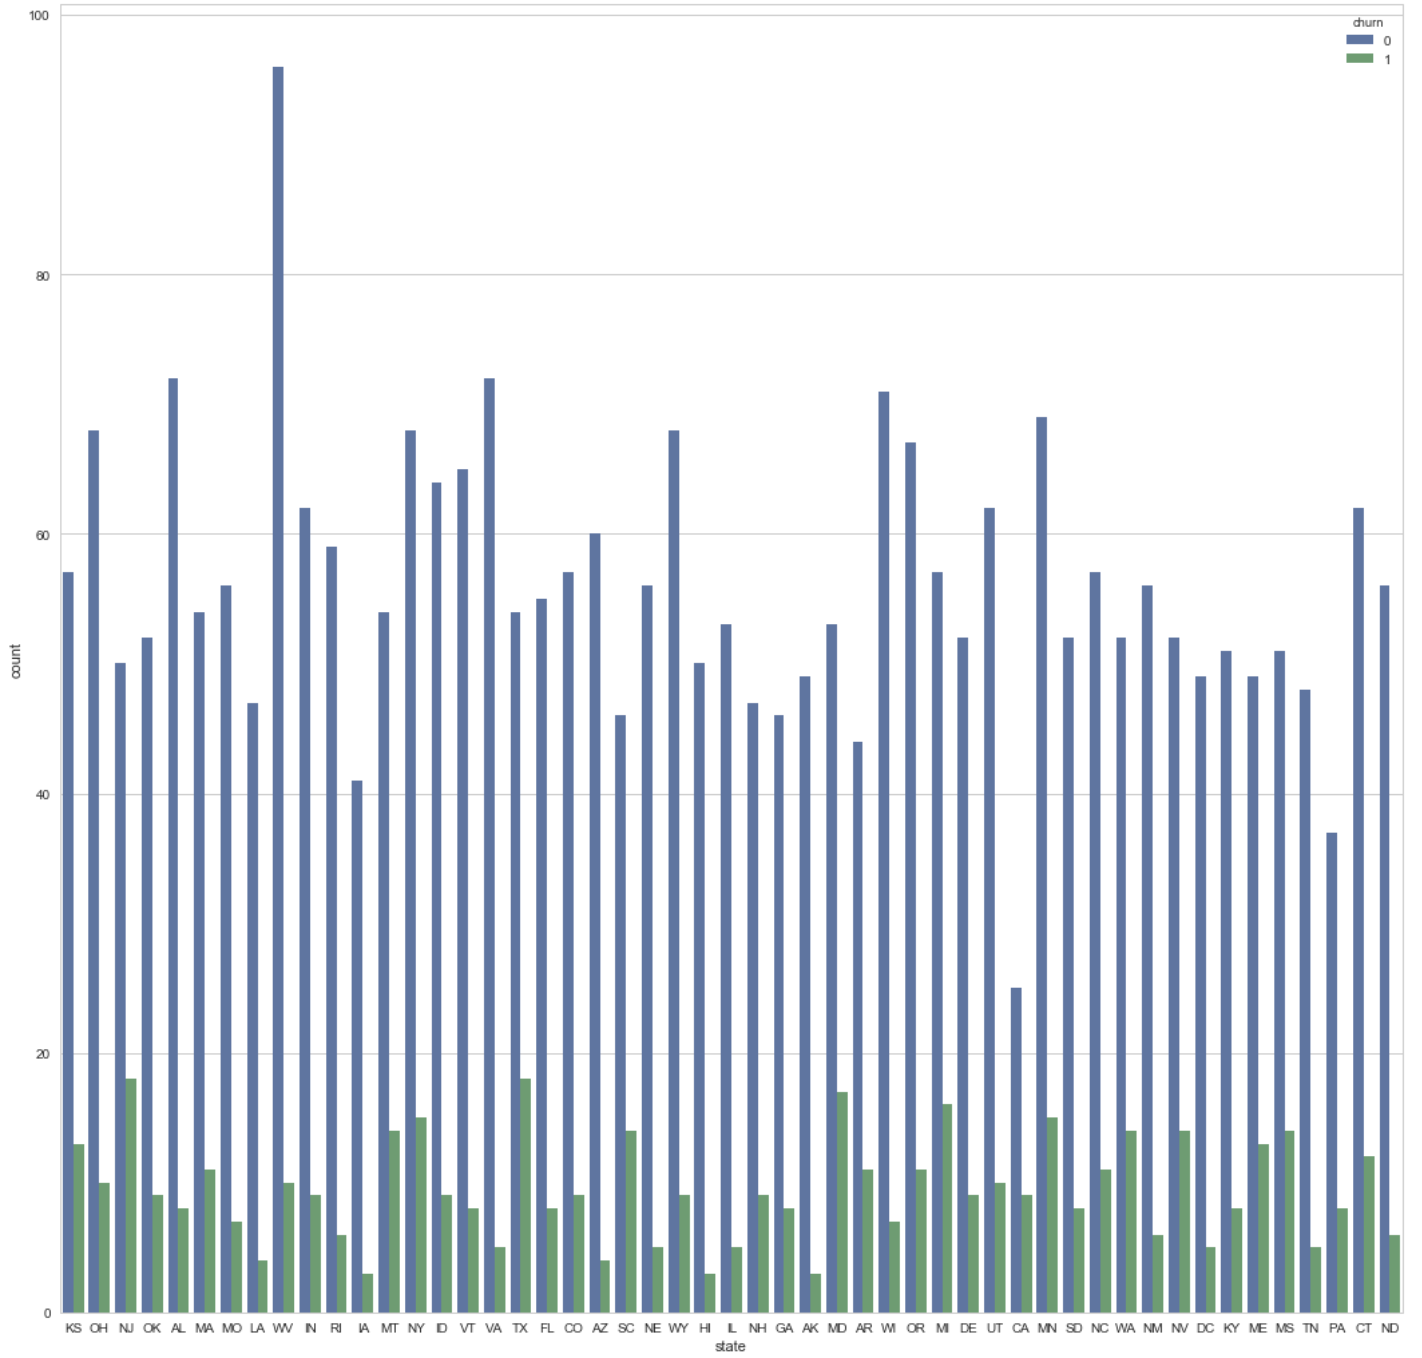 100
80
60
40
20
0
count
churn
0
1
KS OH NJ OK AL MA MO LA WV IN RI IA MT NY ID VT VA TX FL CO AZ SC NE WY HI IL NH GA AK MD AR WI OR MI DE UT CA MN SD NC WA NM NV DC KY ME MS TN PA CT ND
state